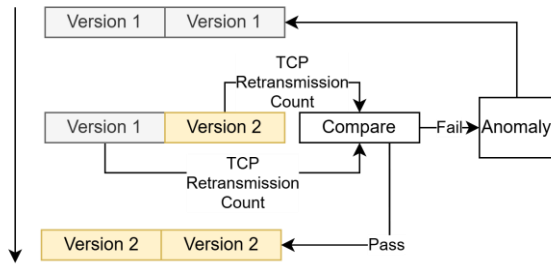 Version 1 Version 1
TCP
Retransmission
Count
Version 1 Version 2 Compare Fail Anomaly
TCP
Retransmission
Count
Version 2 Version 2 Pass